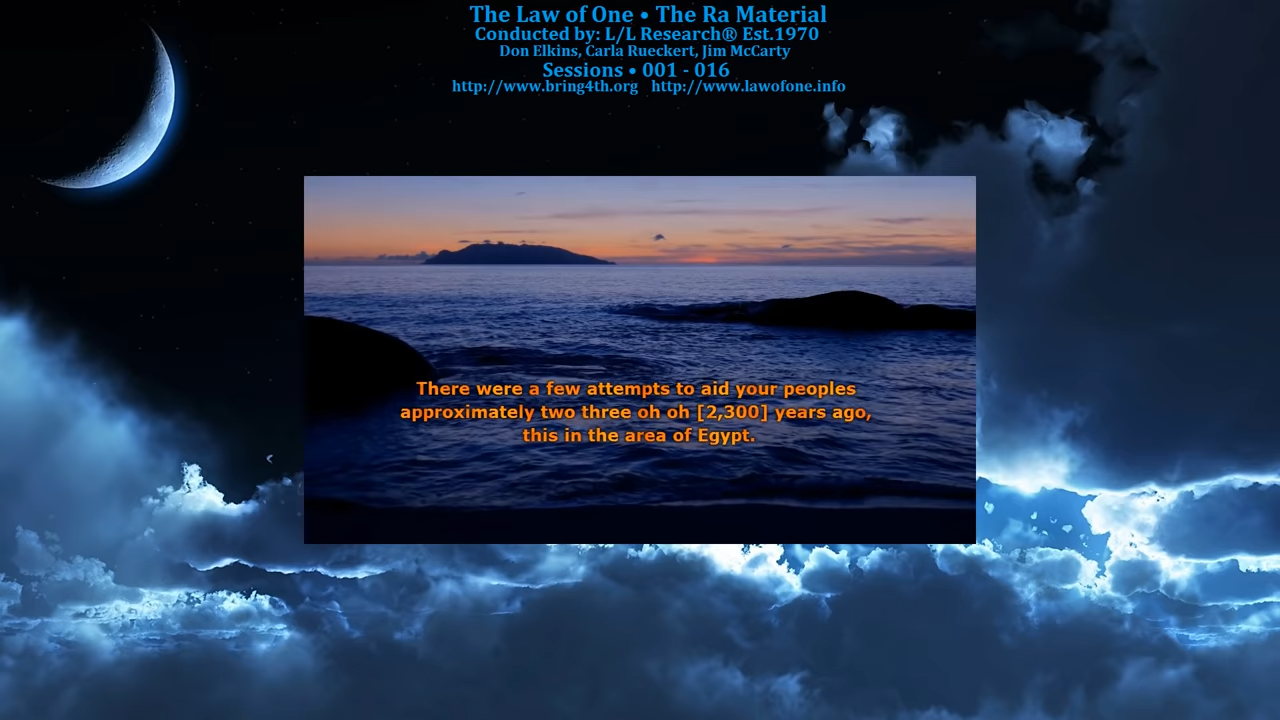 The Law of One • The Ra Material
Conducted by: L/L Research® Est.1970
Don Elkins, Carla Rueckert, Jim McCarty
Sessions • 001 - 016
http://www.bring4th.org http://www.lawofone.info
There were a few attempts to aid your peoples
approximately two three oh oh [2,300] years ago,
this in the area of Egypt.